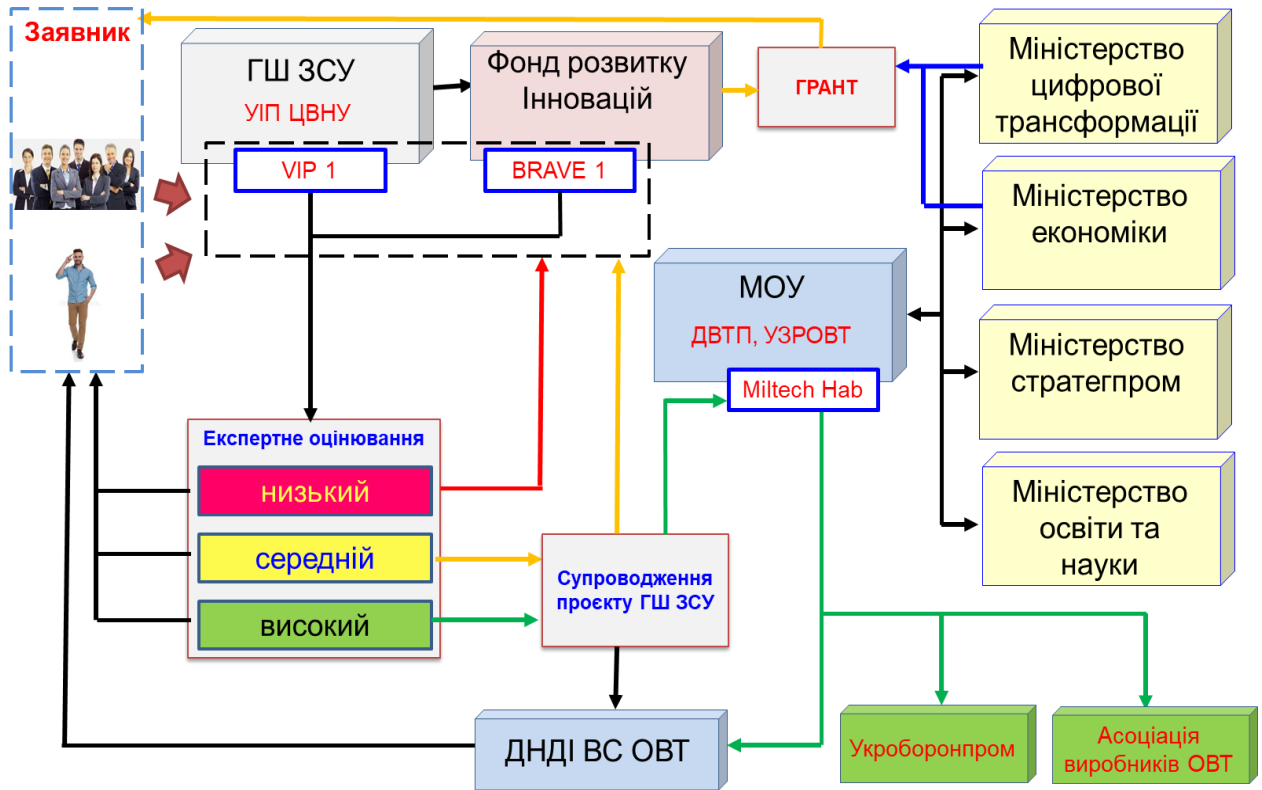 Заявник
ГШ ЗСУ
УІП ЦВНУ
VIP 1
Фонд розвитку
Інновацій
BRAVE 1
ГРАНТ
Міністерство
цифрової
трансформації
Міністерство
економіки
МОУ
ДВТП, УЗРОВТ
Miltech Hab
Міністерство
стратегпром
Міністерство
освіти та
науки
Експертне оцінювання
низький
середній
високий
Супроводження
проєкту ГШ ЗСУ
ДНДІ ВС ОВТ
Укроборонпром
Асоціація
виробників ОВТ